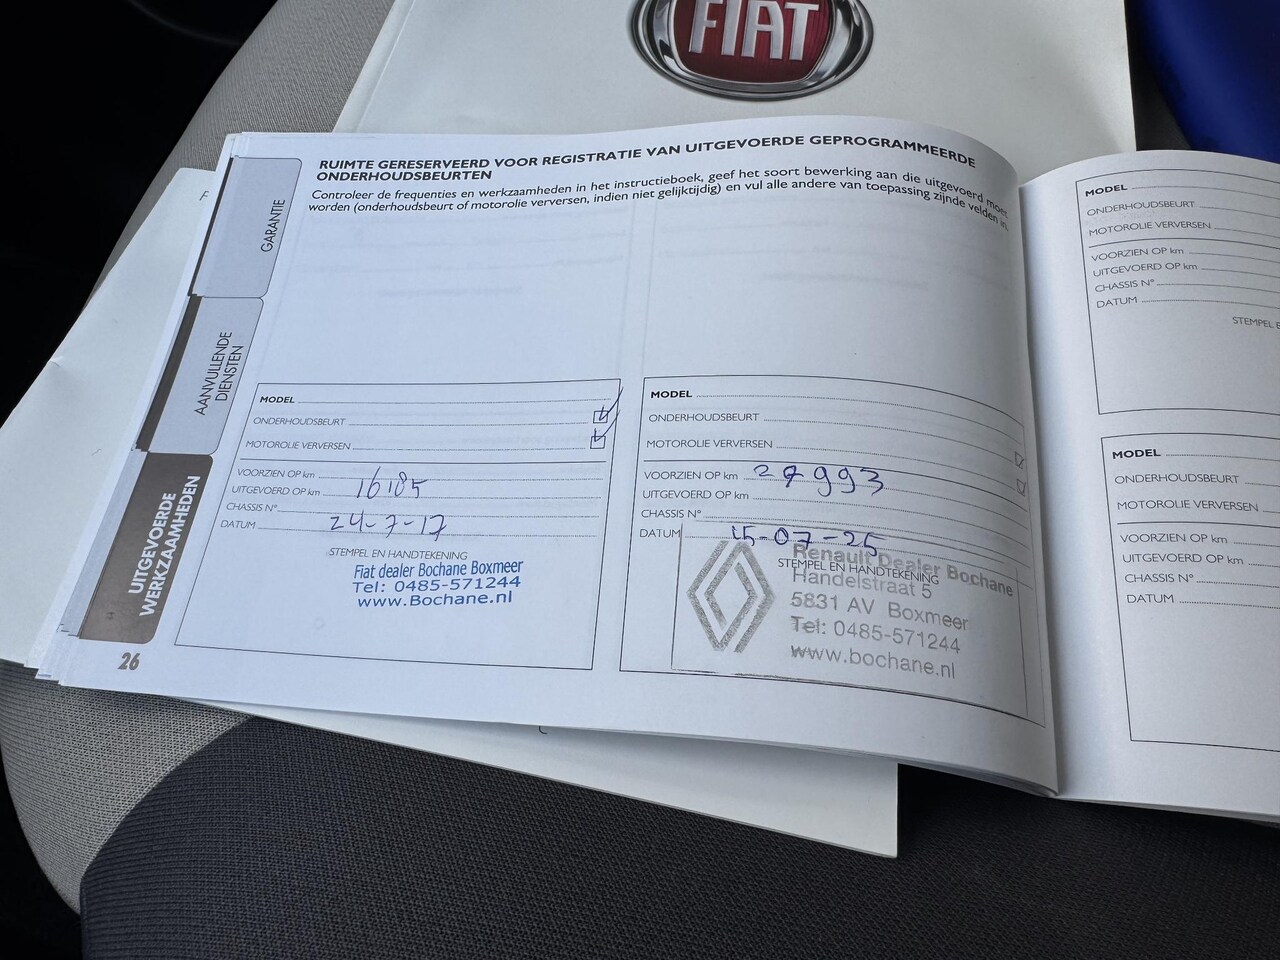 FIAT
RUIMTE GERESERVEERD VOOR REGISTRATIE VAN UITGEVOERDE GEPROGRAMMEERDE
ONDERHOUDSBEURTEN
Controleer de frequenties en werkzaamheden in het instructieboek, geef het soort bewerking aan die uitgevoerd moet
worden (onderhoudsbeurt of motorolie verversen, indien niet gelijktijdig) en vul alle andere van toepassing zijnde velden in.
GARANTIE
AANVULLENDE
DIENSTEN
UITGEVOERDE
WERKZAAMHEDEN
26
MODEL
ONDERHOUDSBEURT
MOTOROLIE VERVERSEN
VOORZIEN OP km
UITGEVOERD OP km 16185
CHASSIS N°
DATUM 24-7-17
STEMPEL EN HANDTEKENING
Fiat dealer Bochane Boxmeer
Tel: 0485-571244
www.Bochane.nl
MODEL
ONDERHOUDSBEURT
MOTOROLIE VERVERSEN
VOORZIEN OP km 27993
UITGEVOERD OP km
CHASSIS N°
DATUM 15-07-25
STEMPEL EN HANDTEKENING
Renault Dealer Bochane
Handelstraat 5
5831 AV Boxmeer
Tel: 0485-571244
www.bochane.nl
MODEL
ONDERHOUDSBEURT
MOTOROLIE VERVERSEN
VOORZIEN OP km
UITGEVOERD OP km
CHASSIS N°
DATUM
STEMPEL E
MODEL
ONDERHOUDSBEURT
MOTOROLIE VERVERSEN
VOORZIEN OP km
UITGEVOERD OP km
CHASSIS N°
DATUM